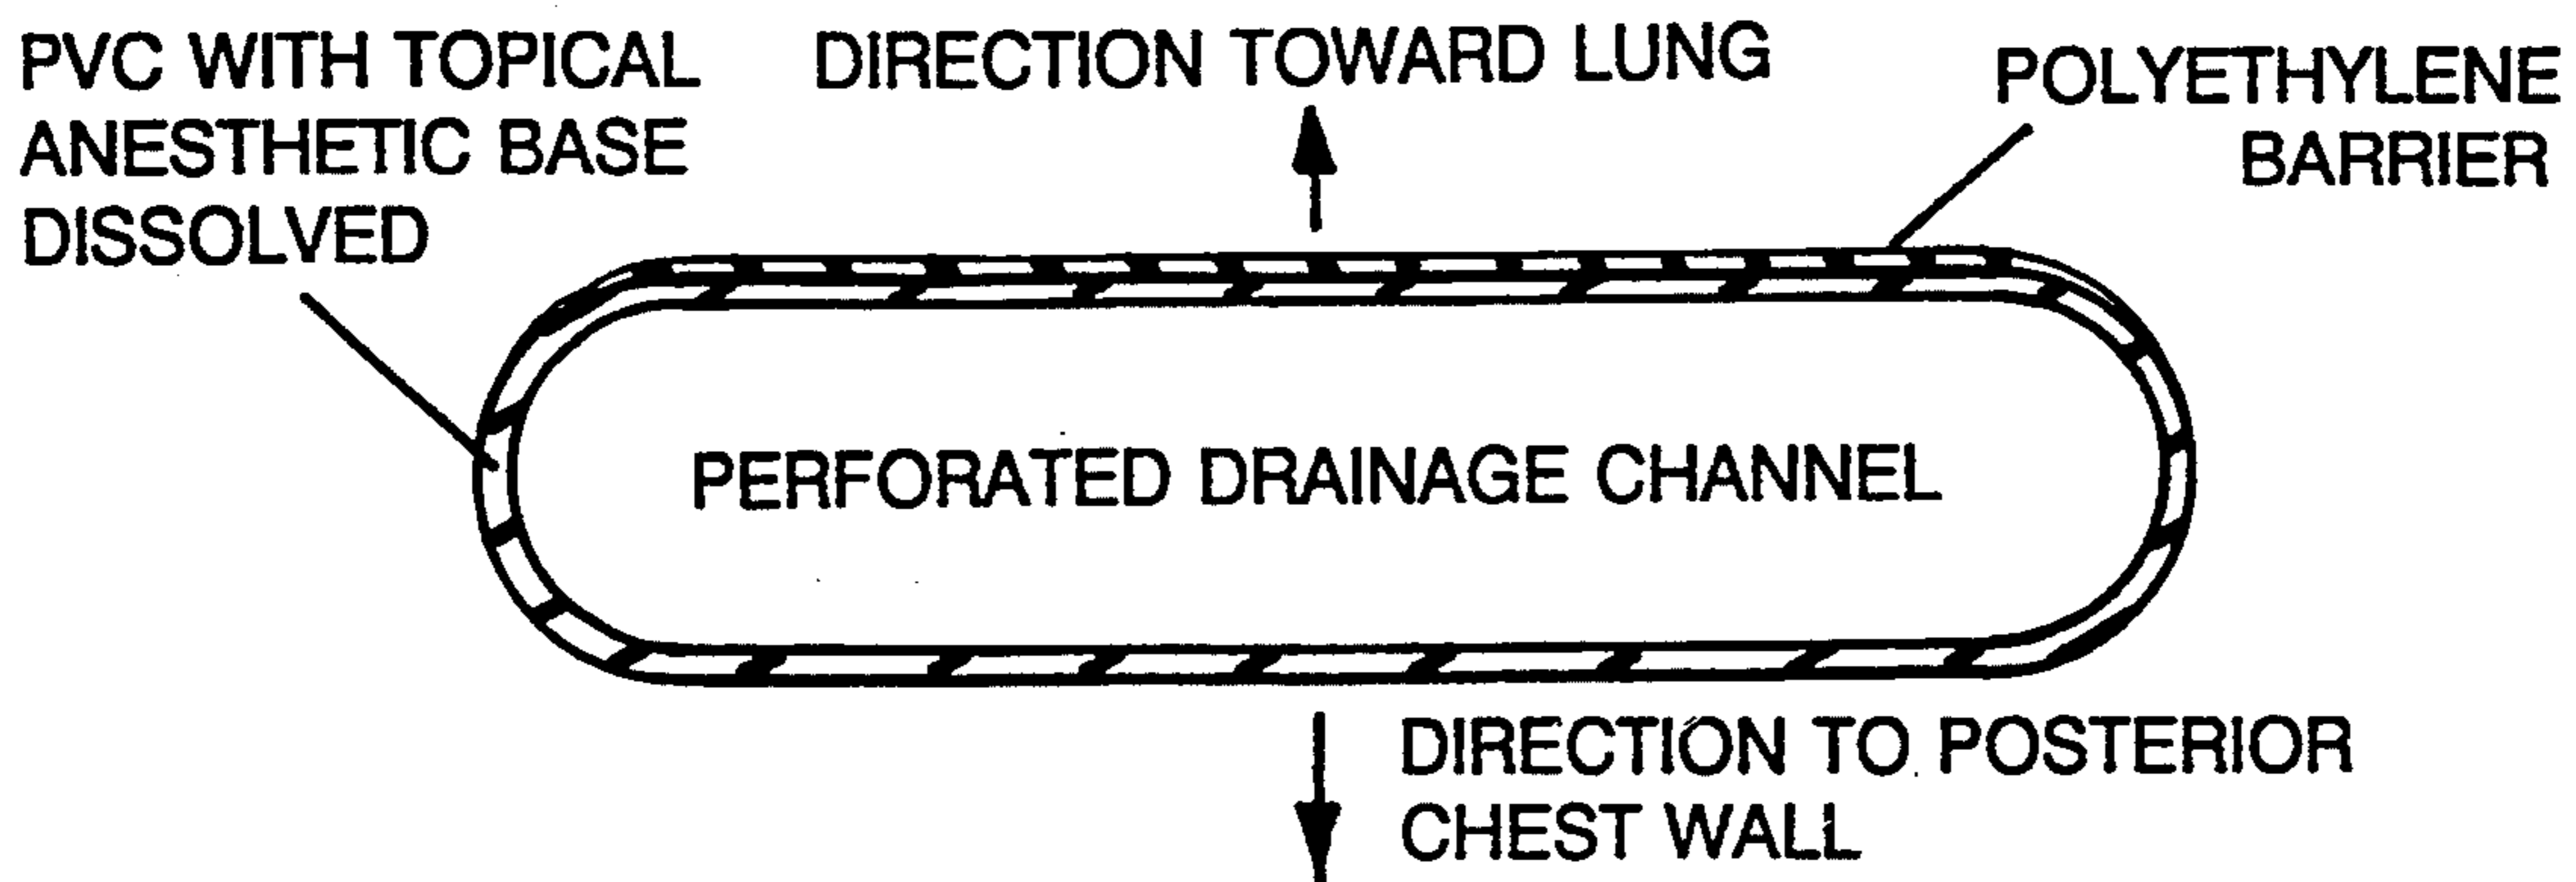 PVC WITH TOPICAL
ANESTHETIC BASE
DISSOLVED
DIRECTION TOWARD LUNG
POLYETHYLENE
BARRIER
PERFORATED DRAINAGE CHANNEL
DIRECTION TO POSTERIOR
CHEST WALL